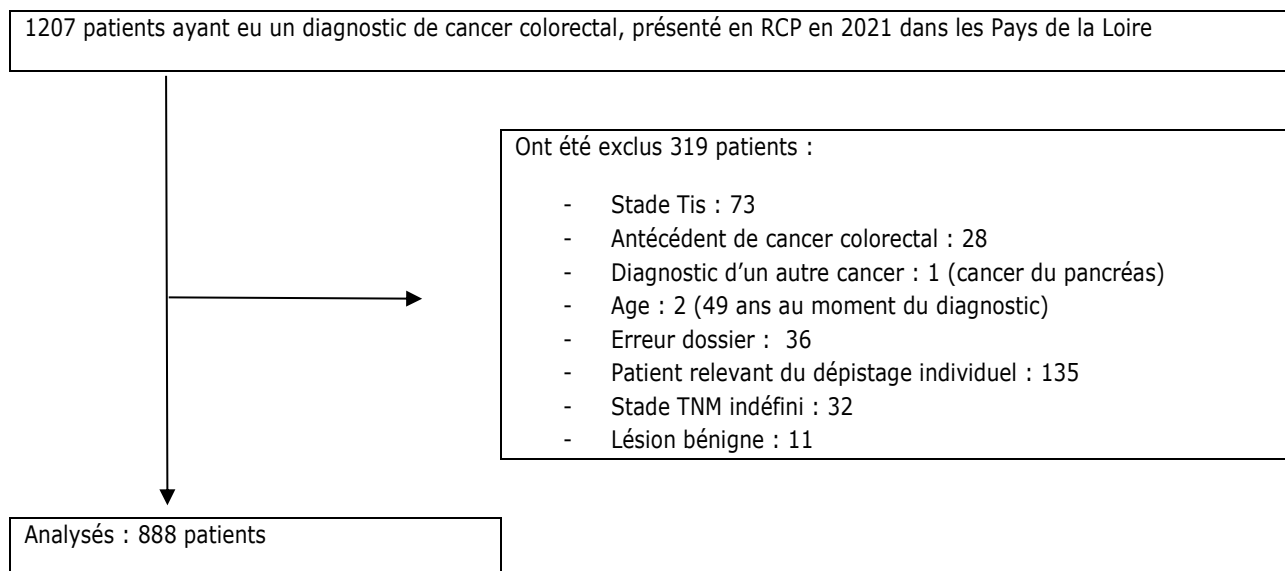 1207 patients ayant eu un diagnostic de cancer colorectal, présenté en RCP en 2021 dans les Pays de la Loire
Ont été exclus 319 patients :
- Stade Tis : 73
- Antécédent de cancer colorectal : 28
- Diagnostic d'un autre cancer : 1 (cancer du pancréas)
- Age : 2 (49 ans au moment du diagnostic)
- Erreur dossier : 36
- Patient relevant du dépistage individuel : 135
- Stade TNM indéfini : 32
- Lésion bénigne : 11
Analysés : 888 patients